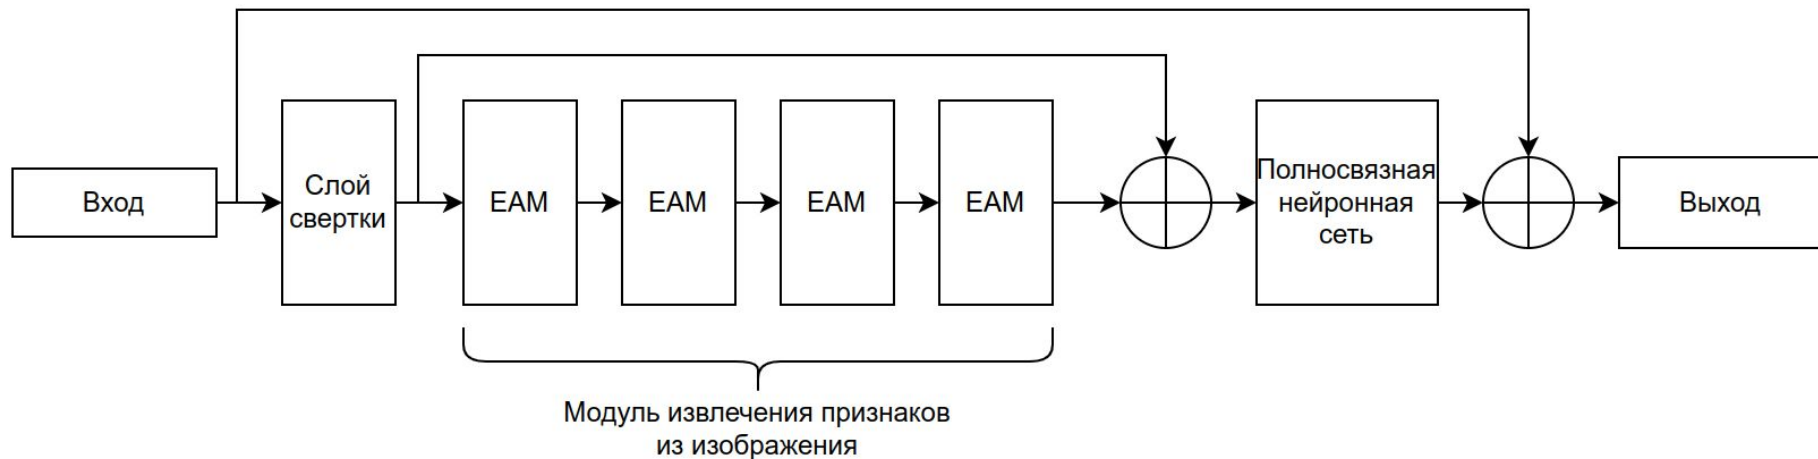 Вход
Слой
свертки
EAM
EAM
EAM
EAM
Полносвязная
нейронная
сеть
Выход
Модуль извлечения признаков
из изображения